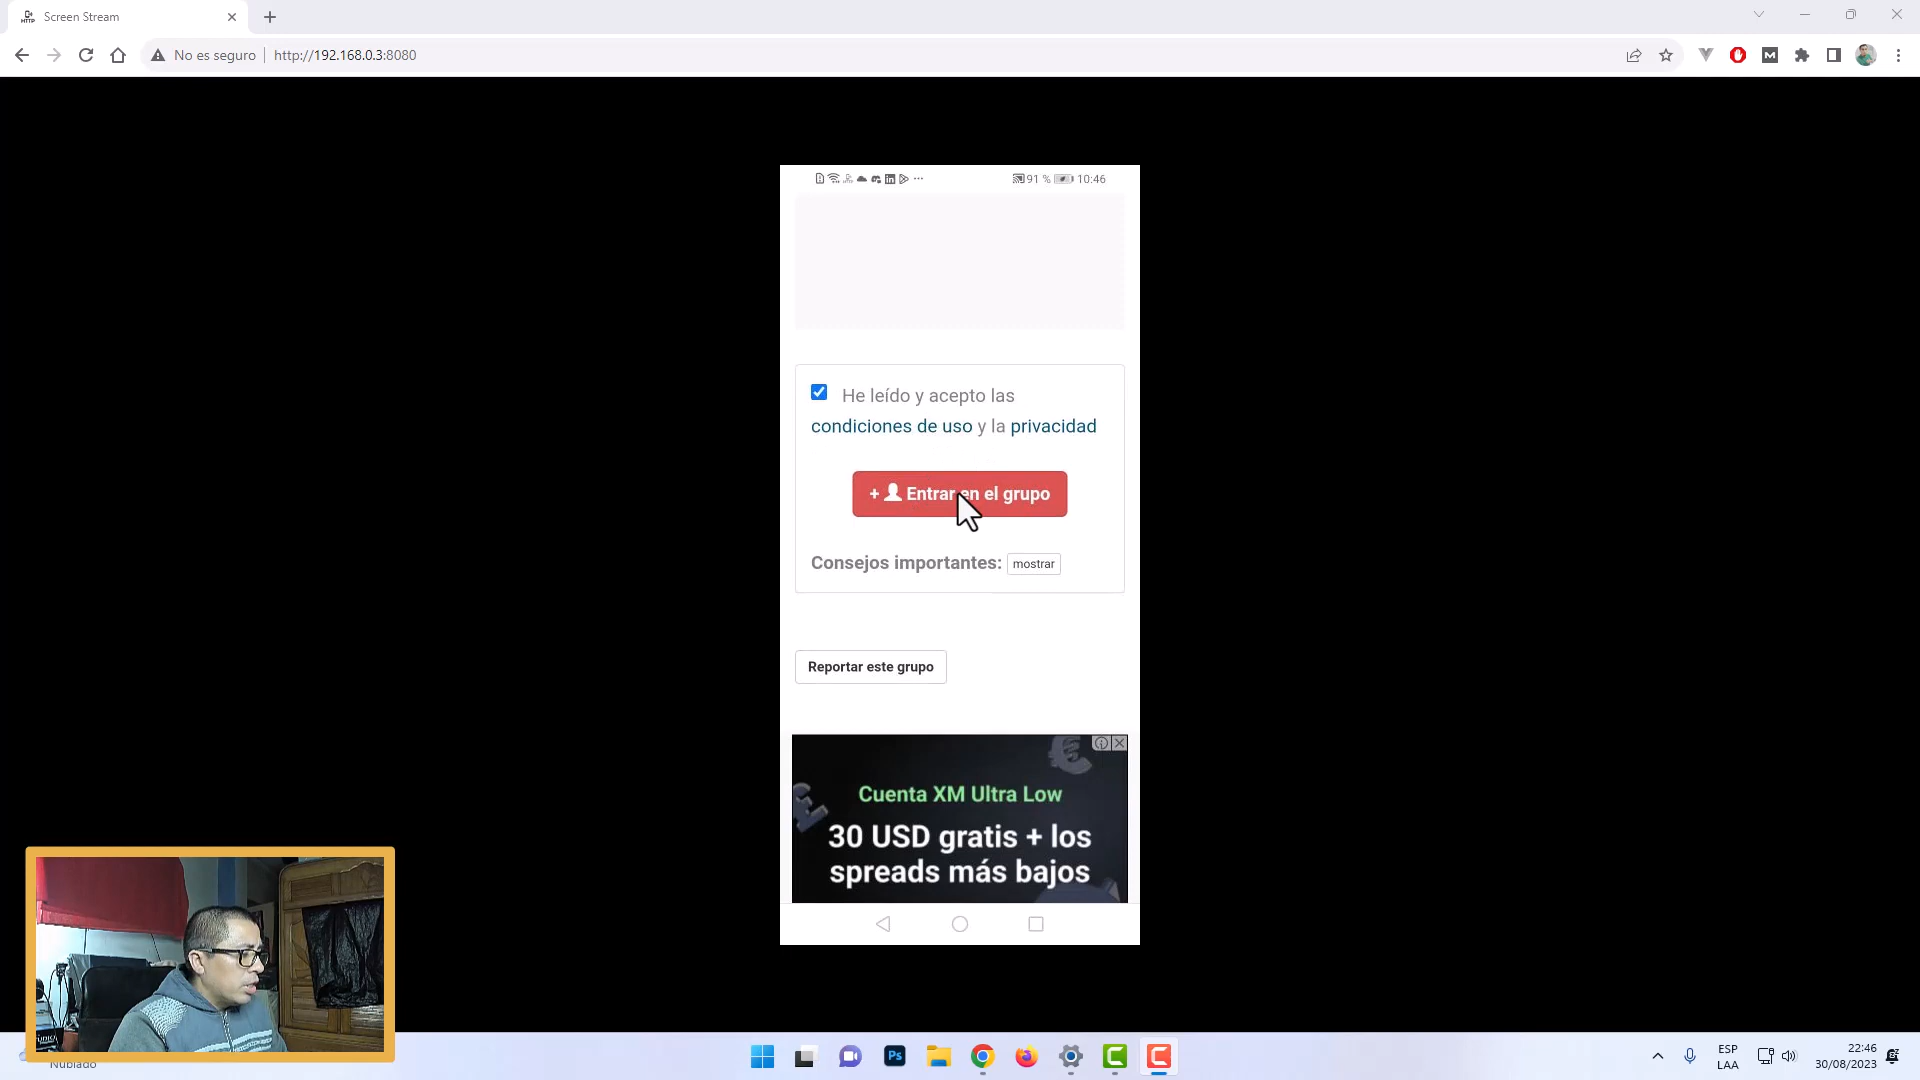 Screen Stream
No es seguro
http://192.168.0.3:8080
91 %
10:46
He leído y acepto las
condiciones de uso y la privacidad
+ Entrar en el grupo
Consejos importantes: mostrar
Reportar este grupo
Cuenta XM Ultra Low
30 USD gratis + los
spreads más bajos
Nublado
Ps
ESP
LAA
22:46
30/08/2023